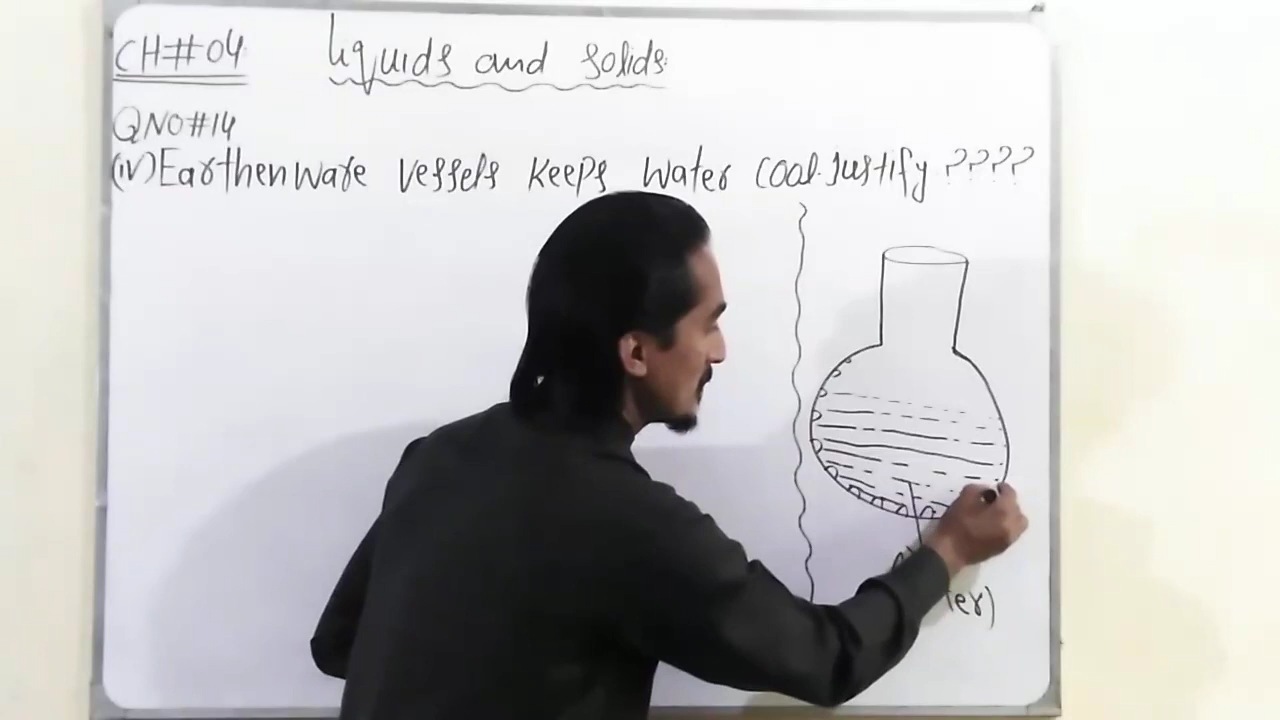 CH#04 Liquids and solids
QNO#14
(iv) Earthenware vessels keeps water cool. Justify ????